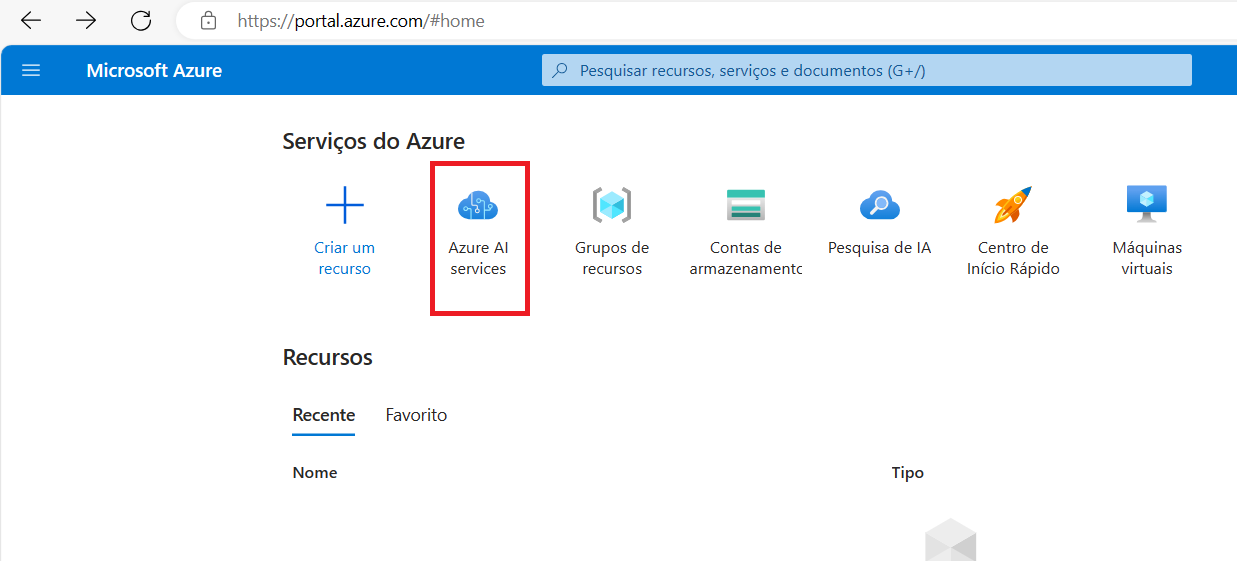 https://portal.azure.com/#home
Microsoft Azure
Pesquisar recursos, serviços e documentos (G+/)
Serviços do Azure
Criar um
recurso
Azure AI
services
Grupos de
recursos
Contas de
armazenamento
Pesquisa de IA
Centro de
Início Rápido
Máquinas
virtuais
Recursos
Recente
Favorito
Nome
Tipo